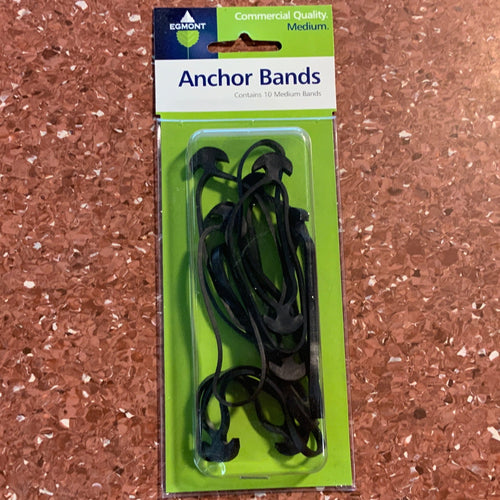 EGMONT
Commercial Quality.
Medium.
Anchor Bands
Contains 10 Medium Bands